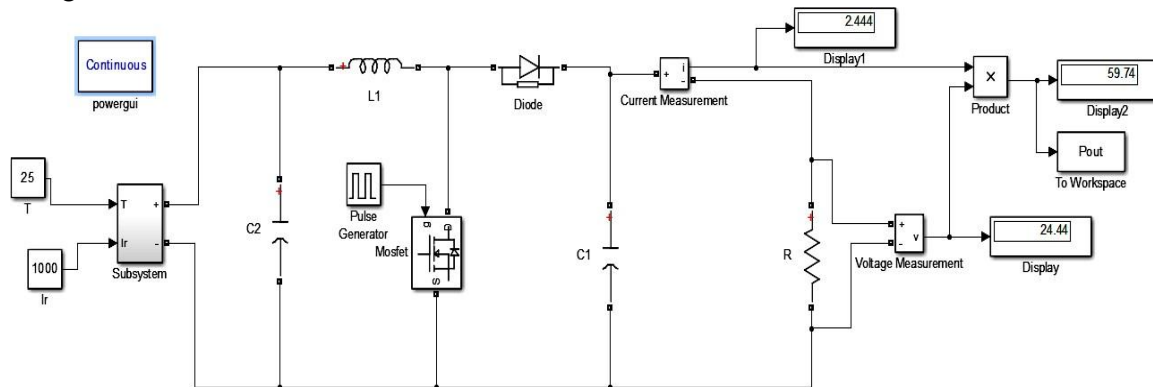 2.444
Display1
Continuous
powergui
L1
Diode
i
+
-
Current Measurement
×
Product
59.74
Display2
Pout
To Workspace
25
T
T
+
Ir
-
Subsystem
1000
Ir
C2
Pulse
Generator
Mosfet
g
D
S
C1
R
+
-
v
Voltage Measurement
24.44
Display